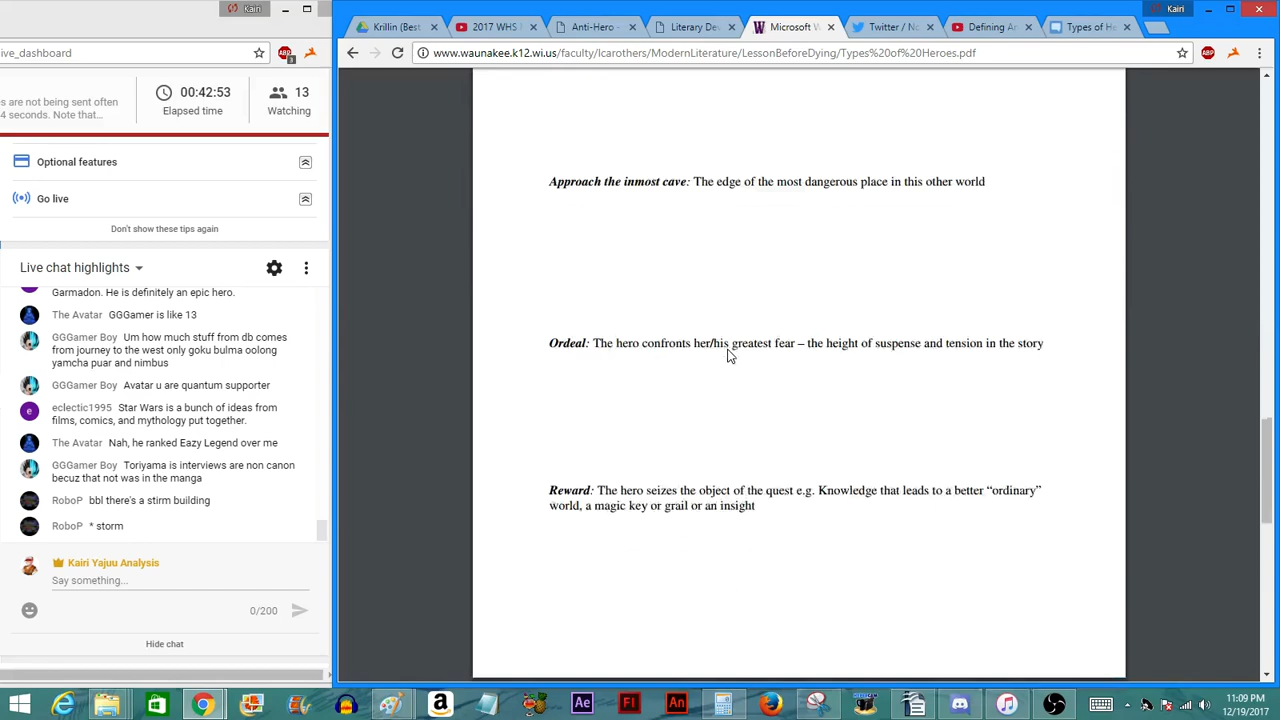 Kairi
ive_dashboard
s are not being sent often
4 seconds. Note that...
00:42:53
Elapsed time
13
Watching
Optional features
Go live
Don't show these tips again
Live chat highlights
Garmadon. He is definitely an epic hero.
The Avatar GGGamer is like 13
GGGamer Boy Um how much stuff from db comes
from journey to the west only goku bulma oolong
yamcha puar and nimbus
GGGamer Boy Avatar u are quantum supporter
eclectic1995 Star Wars is a bunch of ideas from
films, comics, and mythology put together.
The Avatar Nah, he ranked Eazy Legend over me
GGGamer Boy Toriyama is interviews are non canon
becuz that not was in the manga
RoboP bbl there's a stirm building
RoboP * storm
Kairi Yajuu Analysis
Say something...
0/200
Hide chat
Krillin (Best
2017 WHS
Anti-Hero -
Literary Dev
Microsoft W
Twitter / No
Defining An
Types of He
Kairi
www.waunakee.k12.wi.us/faculty/lcarothers/ModernLiterature/LessonBeforeDying/Types%20of%20Heroes.pdf
Approach the inmost cave: The edge of the most dangerous place in this other world
Ordeal: The hero confronts her/his greatest fear – the height of suspense and tension in the story
Reward: The hero seizes the object of the quest e.g. Knowledge that leads to a better “ordinary”
world, a magic key or grail or an insight
Ae
Fl
An
11:09 PM
12/19/2017